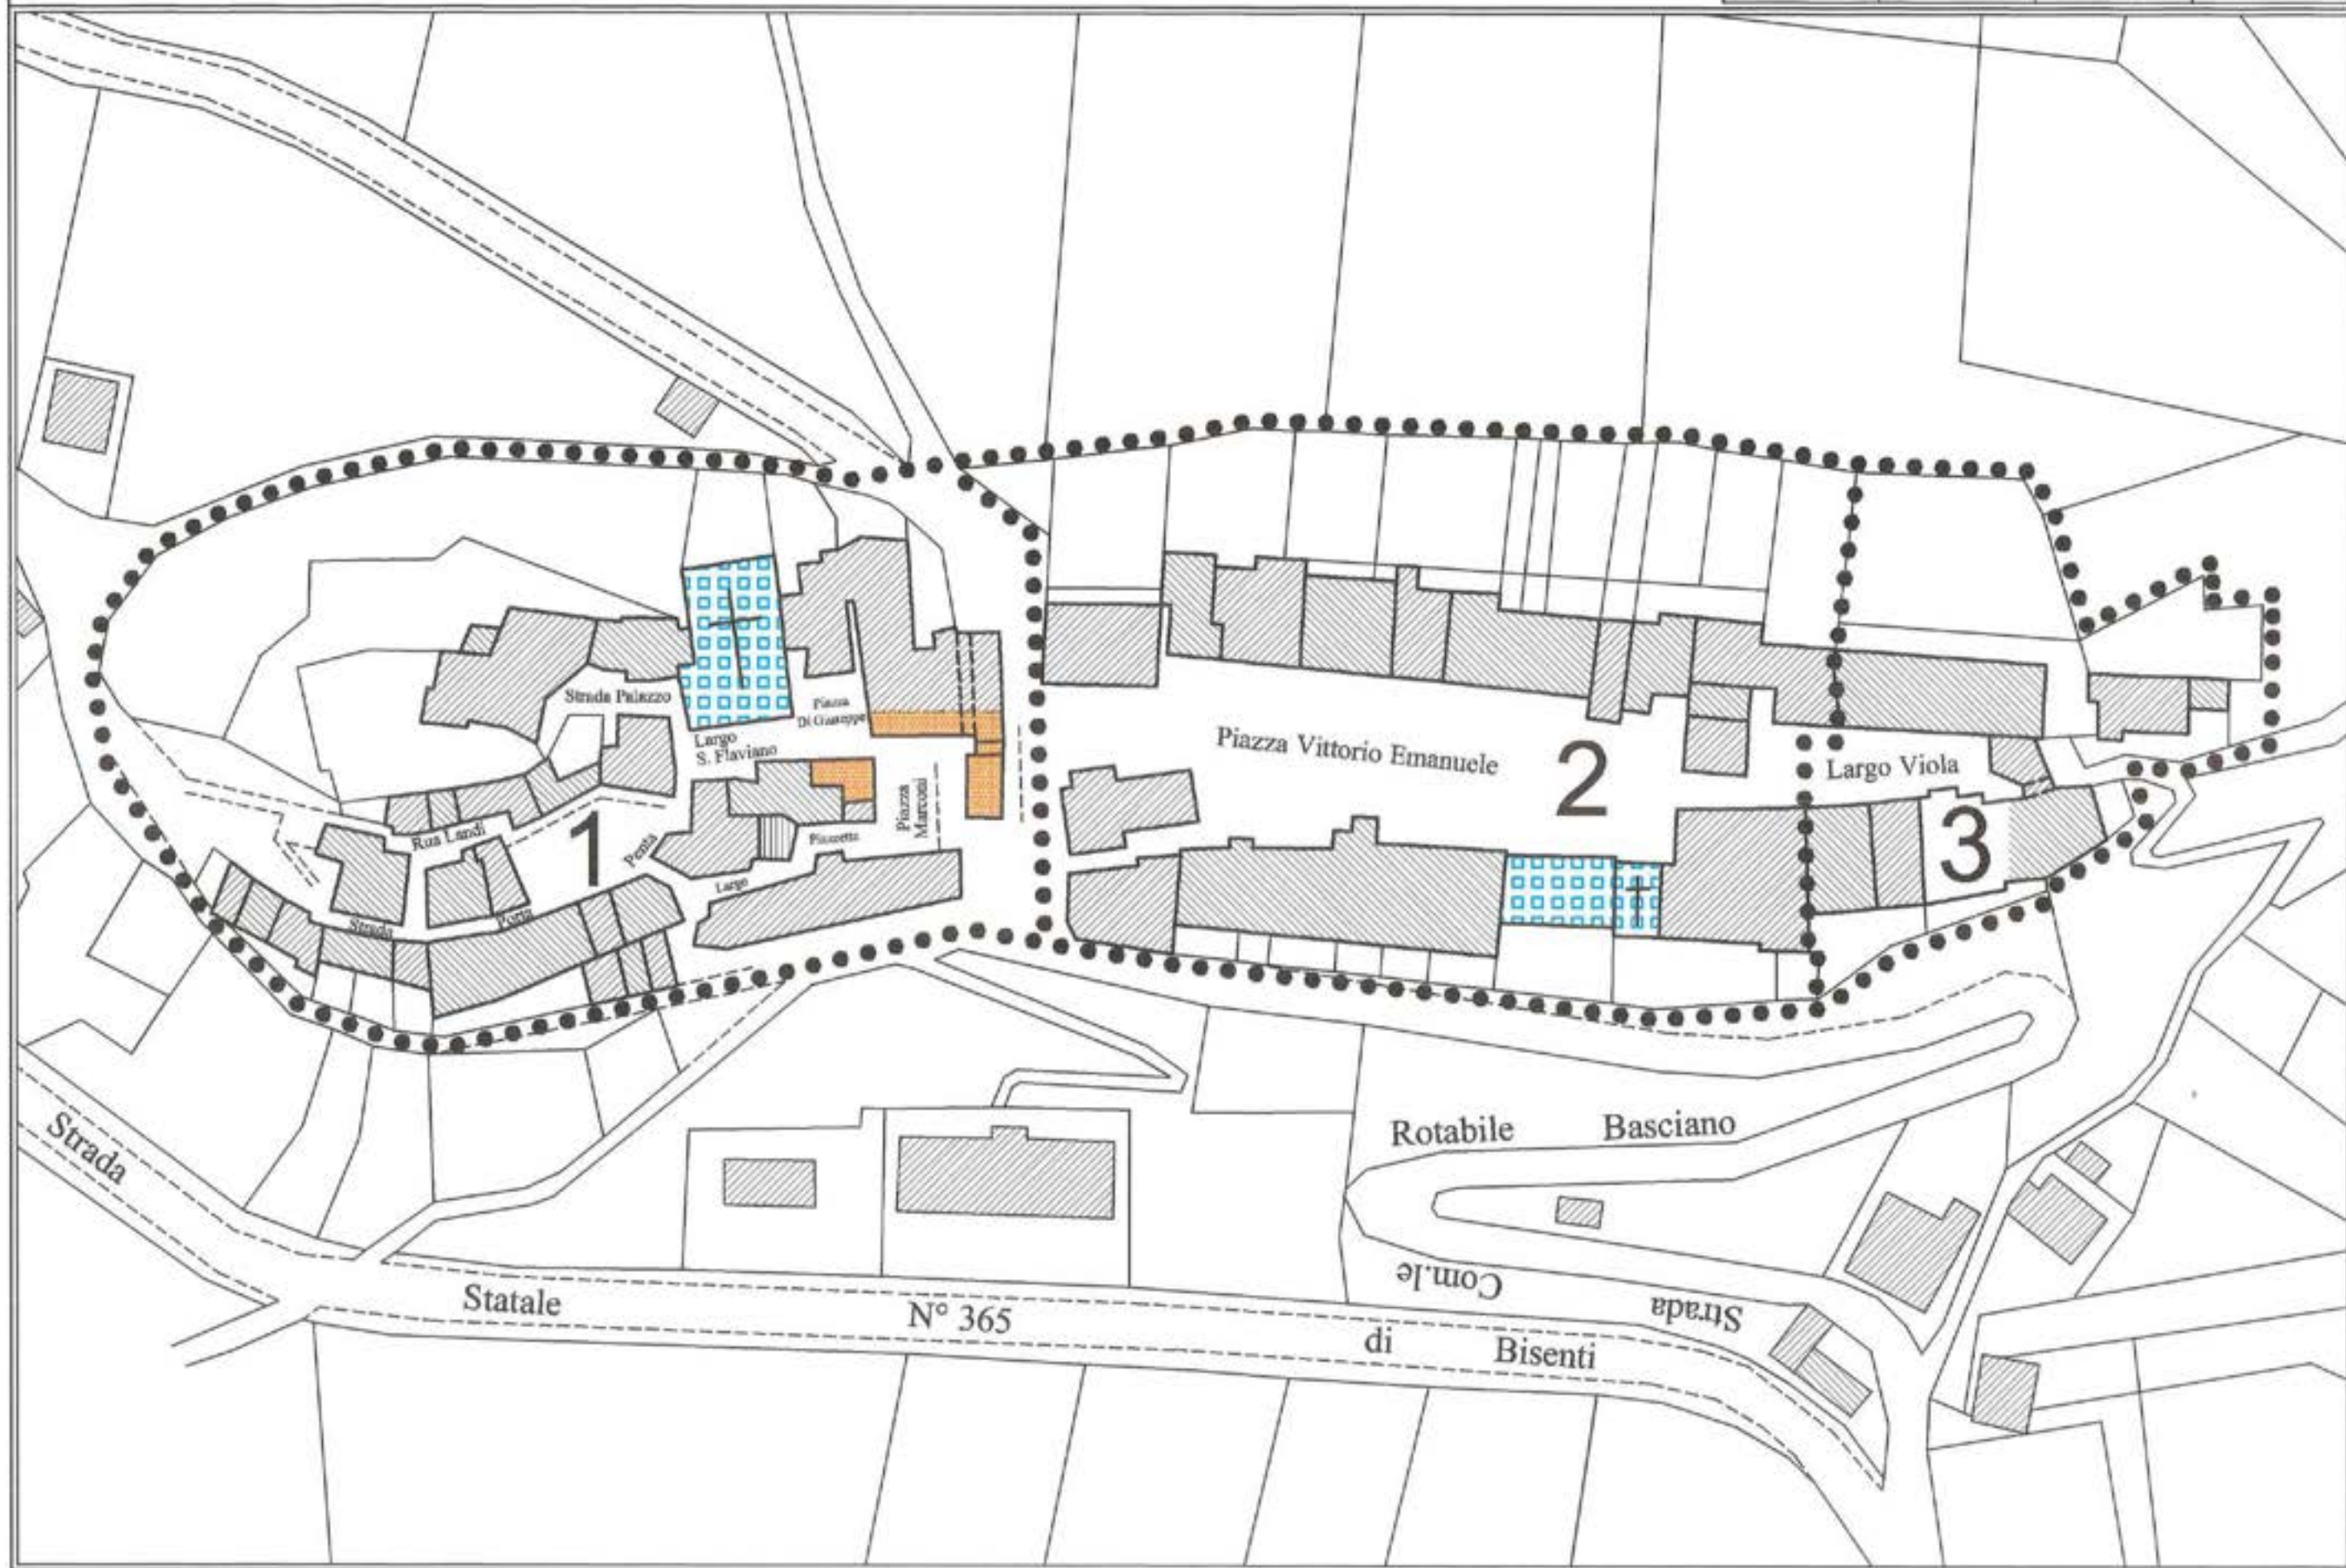 Strada Palazzo
Piazza
Di Giuseppe
Largo
S. Flaviano
Piazza Vittorio Emanuele
2
Largo Viola
Piazza
Marconi
Rua Landi
1
Penta
Piazzetta
3
Largo
Strada
Porta
Strada
Rotabile Basciano
Strada Com.le
Statale N° 365 di Bisenti